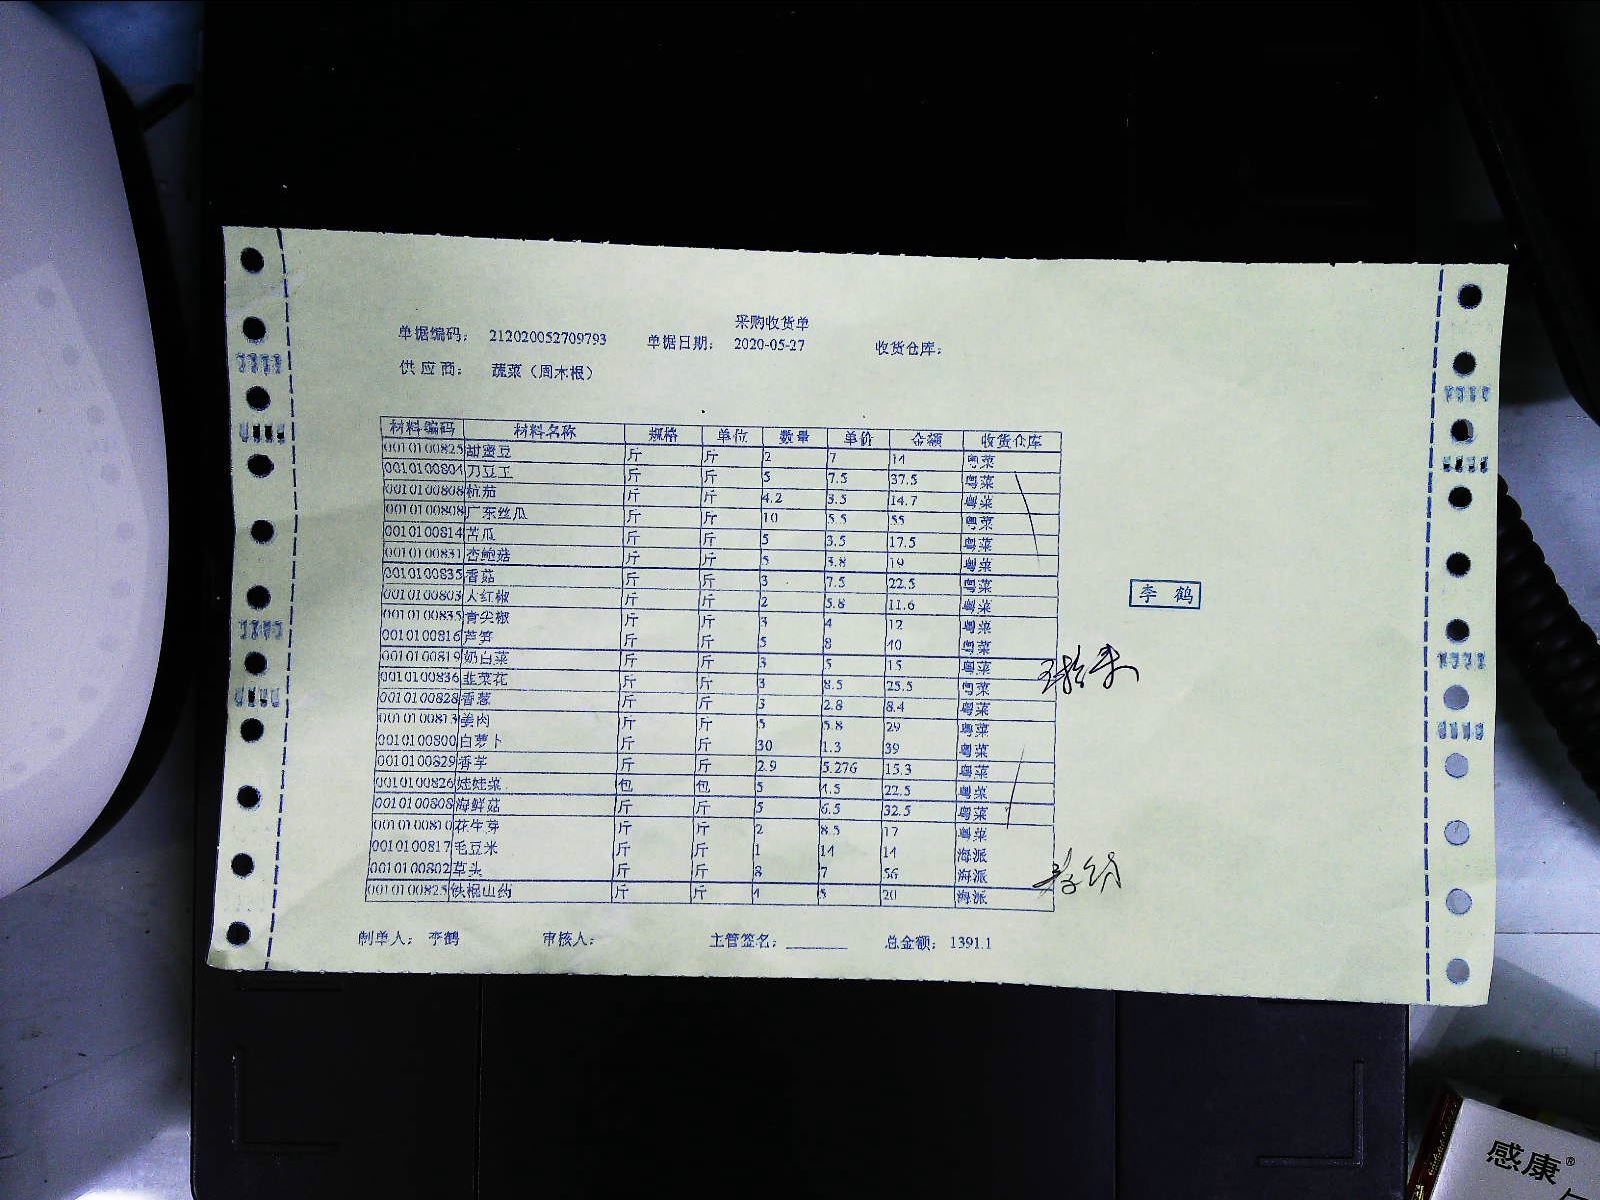 采购收货单
单据编码： 212020052709793 单据日期： 2020-05-27 收货仓库：
供应商： 蔬菜（周木根）
材料编码 材料名称 规格 单位 数量 单价 金额 收货仓库
0010100825 甜蜜豆 斤 斤 2 7 14 粤菜
0010100804 刀豆王 斤 斤 5 7.5 37.5 粤菜
0010100808 杭茄 斤 斤 4.2 3.5 14.7 粤菜
0010100808 广东丝瓜 斤 斤 10 5.5 55 粤菜
0010100814 苦瓜 斤 斤 5 3.5 17.5 粤菜
0010100831 杏鲍菇 斤 斤 5 3.8 19 粤菜
0010100835 香菇 斤 斤 3 7.5 22.5 粤菜
0010100803 大红椒 斤 斤 2 5.8 11.6 粤菜
0010100835 青尖椒 斤 斤 3 4 12 粤菜
0010100816 芦笋 斤 斤 5 8 40 粤菜
0010100819 奶白菜 斤 斤 3 5 15 粤菜
0010100836 韭菜花 斤 斤 3 8.5 25.5 粤菜
0010100828 香葱 斤 斤 3 2.8 8.4 粤菜
0010100813 姜肉 斤 斤 5 5.8 29 粤菜
0010100800 白萝卜 斤 斤 30 1.3 39 粤菜
0010100829 香芋 斤 斤 2.9 5.276 15.3 粤菜
0010100826 娃娃菜 包 包 5 4.5 22.5 粤菜
0010100808 海鲜菇 斤 斤 5 6.5 32.5 粤菜
0010100810 花生芽 斤 斤 2 8.5 17 粤菜
0010100817 毛豆米 斤 斤 1 14 14 海派
0010100802 草头 斤 斤 8 7 56 海派
0010100825 铁棍山药 斤 斤 4 5 20 海派
李 鹤
制单人： 李鹤 审核人： 主管签名：______ 总金额： 1391.1
感康®